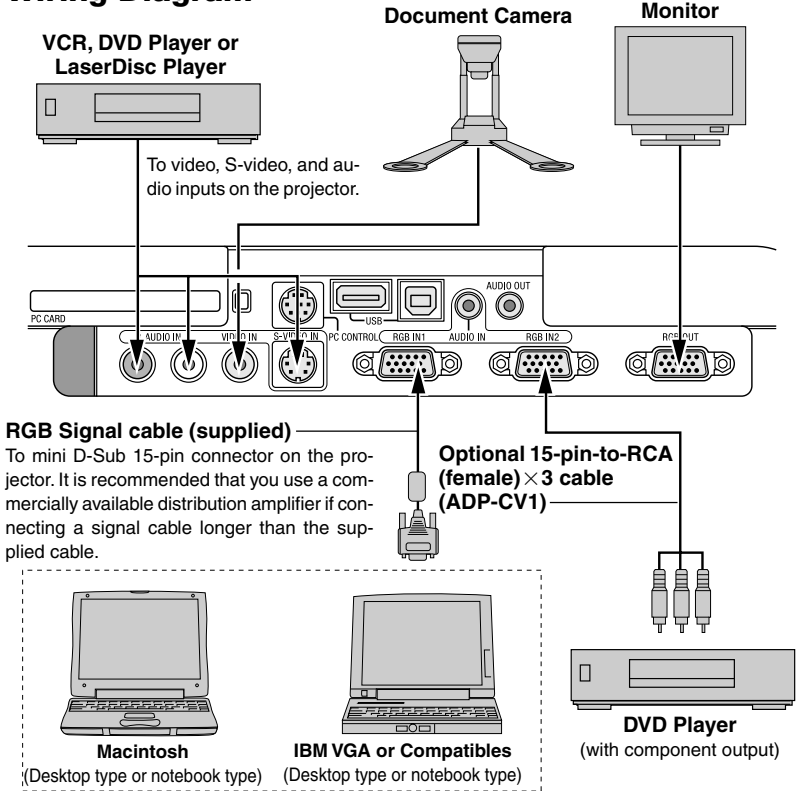 Wiring Diagram
Document Camera
Monitor
VCR, DVD Player or
LaserDisc Player
To video, S-video, and au-
dio inputs on the projector.
AUDIO OUT
PC CARD
USB
AUDIO IN
VIDEO IN
S-VIDEO IN
PC CONTROL
RGB IN1
AUDIO IN
RGB IN2
RGB OUT
RGB Signal cable (supplied)
To mini D-Sub 15-pin connector on the pro-
jector. It is recommended that you use a com-
mercially available distribution amplifier if con-
necting a signal cable longer than the sup-
plied cable.
Optional 15-pin-to-RCA
(female)×3 cable
(ADP-CV1)
Macintosh
(Desktop type or notebook type)
IBM VGA or Compatibles
(Desktop type or notebook type)
DVD Player
(with component output)